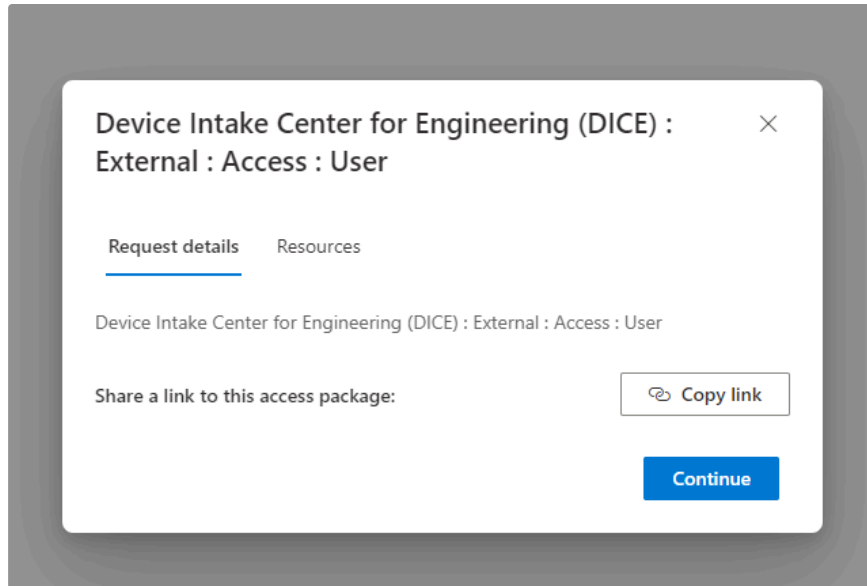 Device Intake Center for Engineering (DICE) :
External : Access : User
Request details
Resources
Device Intake Center for Engineering (DICE) : External : Access : User
Share a link to this access package:
Copy link
Continue